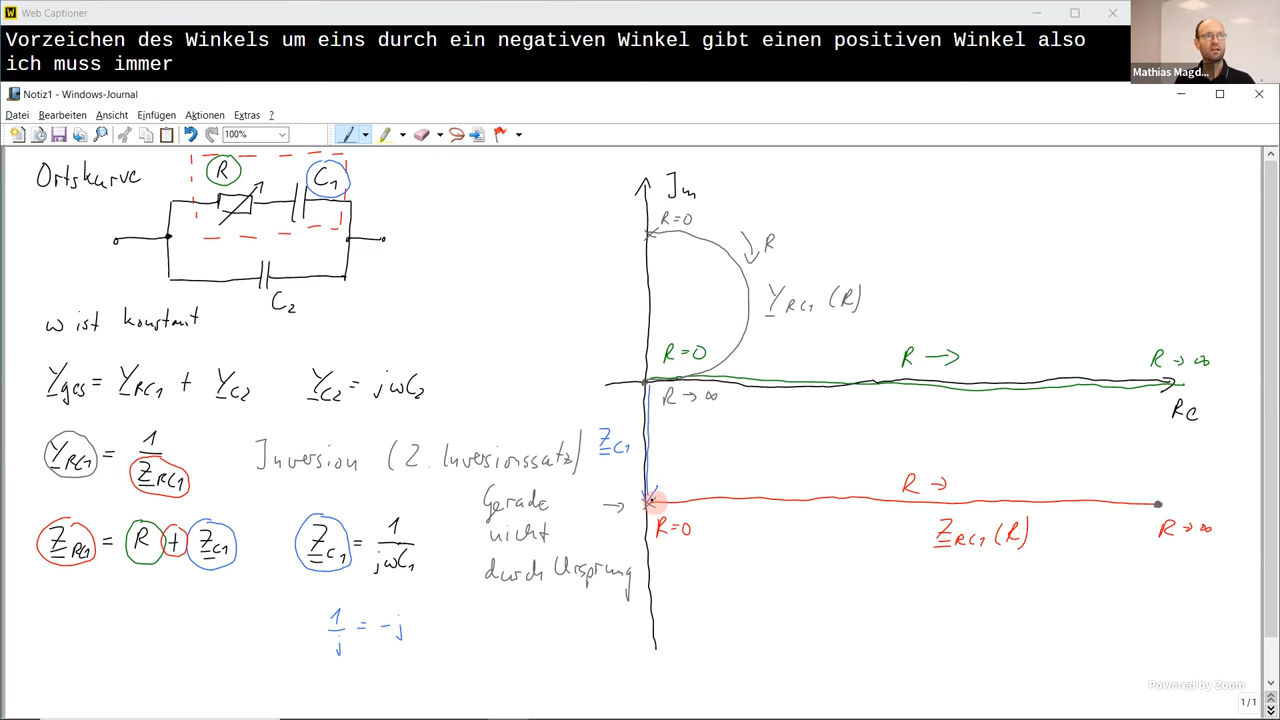 Web Captioner
Vorzeichen des Winkels um eins durch ein negativen Winkel gibt einen positiven Winkel also
ich muss immer
Mathias Magd...
Notiz1 - Windows-Journal
Datei Bearbeiten Ansicht Einfügen Aktionen Extras ?
100%
Ortskurve
R
C1
C2
ω ist konstant
Yges = YRC1 + YC2
YC2 = jωC2
YRC1 = 1 / ZRC1
Inversion (2. Inversionssatz)
Gerade
nicht
durch Ursprung
→
ZRC1 = R + ZC1
ZC1 = 1 / jωC1
1 / j = -j
Im
R=0
R
YRC1 (R)
R=0
R →
R → ∞
R → ∞
Re
ZC1
R →
R=0
ZRC1 (R)
R → ∞
Powered by Zoom
1 / 1